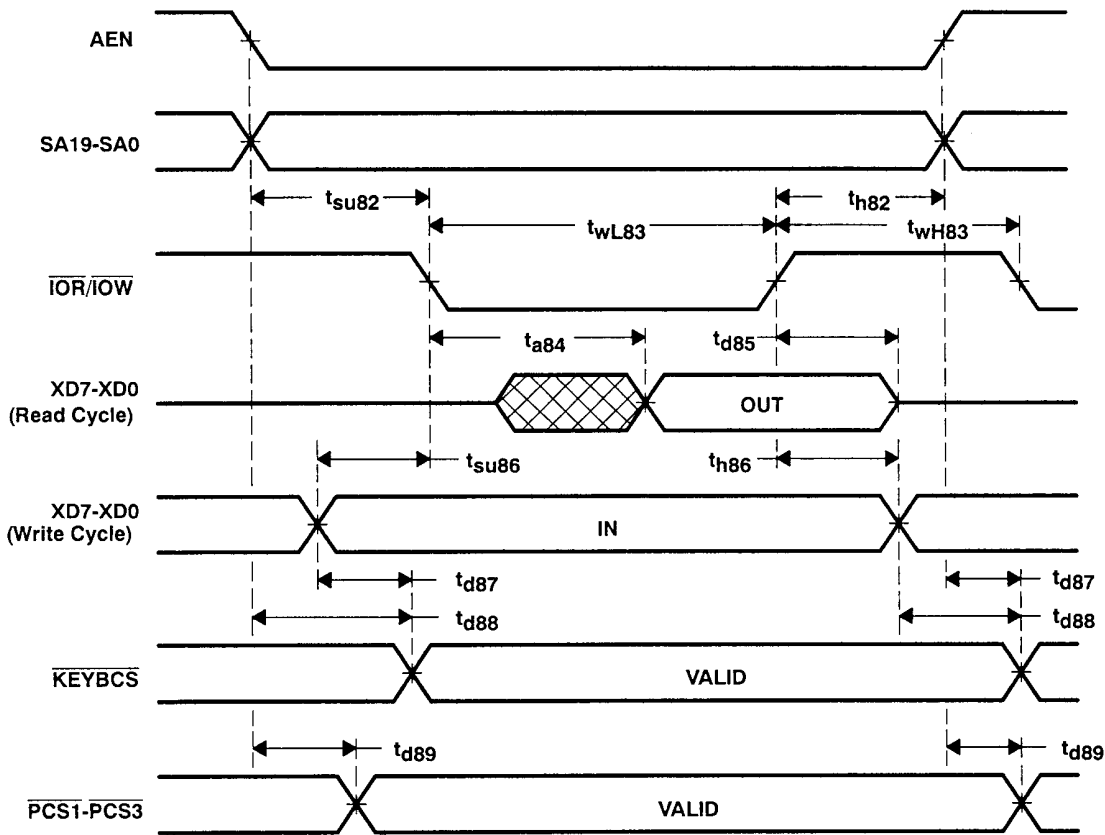 AEN
SA19-SA0
tsu82
th82
twL83
twH83
IOR/IOW
ta84
td85
XD7-XD0
(Read Cycle)
OUT
tsu86
th86
XD7-XD0
(Write Cycle)
IN
td87
td87
td88
td88
KEYBCS
VALID
td89
td89
PCS1-PCS3
VALID